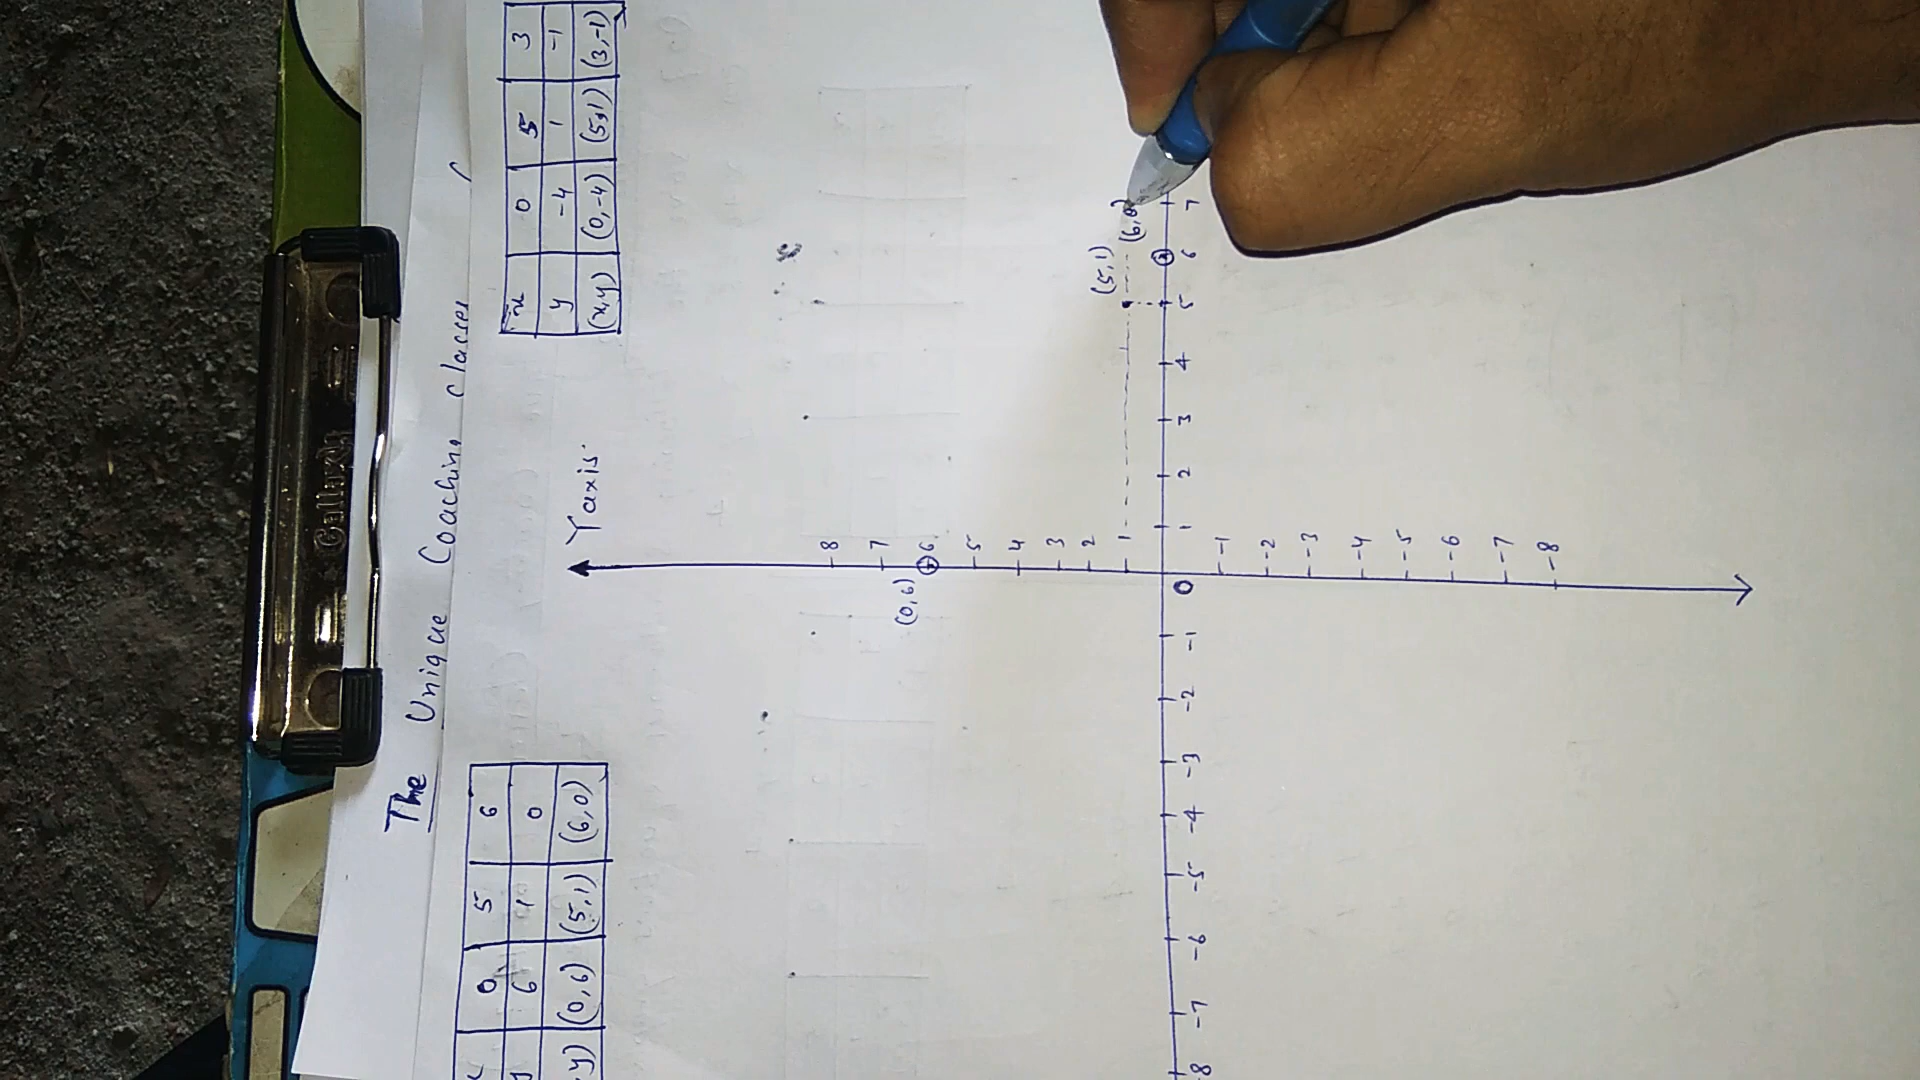 The Unique Coaching classes
0 5 6
6 1 0
y) (0,6) (5,1) (6,0)
x 0 5 3
y -4 1 -1
(x,y) (0,-4) (5,1) (3,-1)
Y axis
8
7
(0,6) 6
5
4
3
2
1
(5,1)
(6,0)
-8 -7 -6 -5 -4 -3 -2 -1 0 1 2 3 4 5 6 7
-1
-2
-3
-4
-5
-6
-7
-8